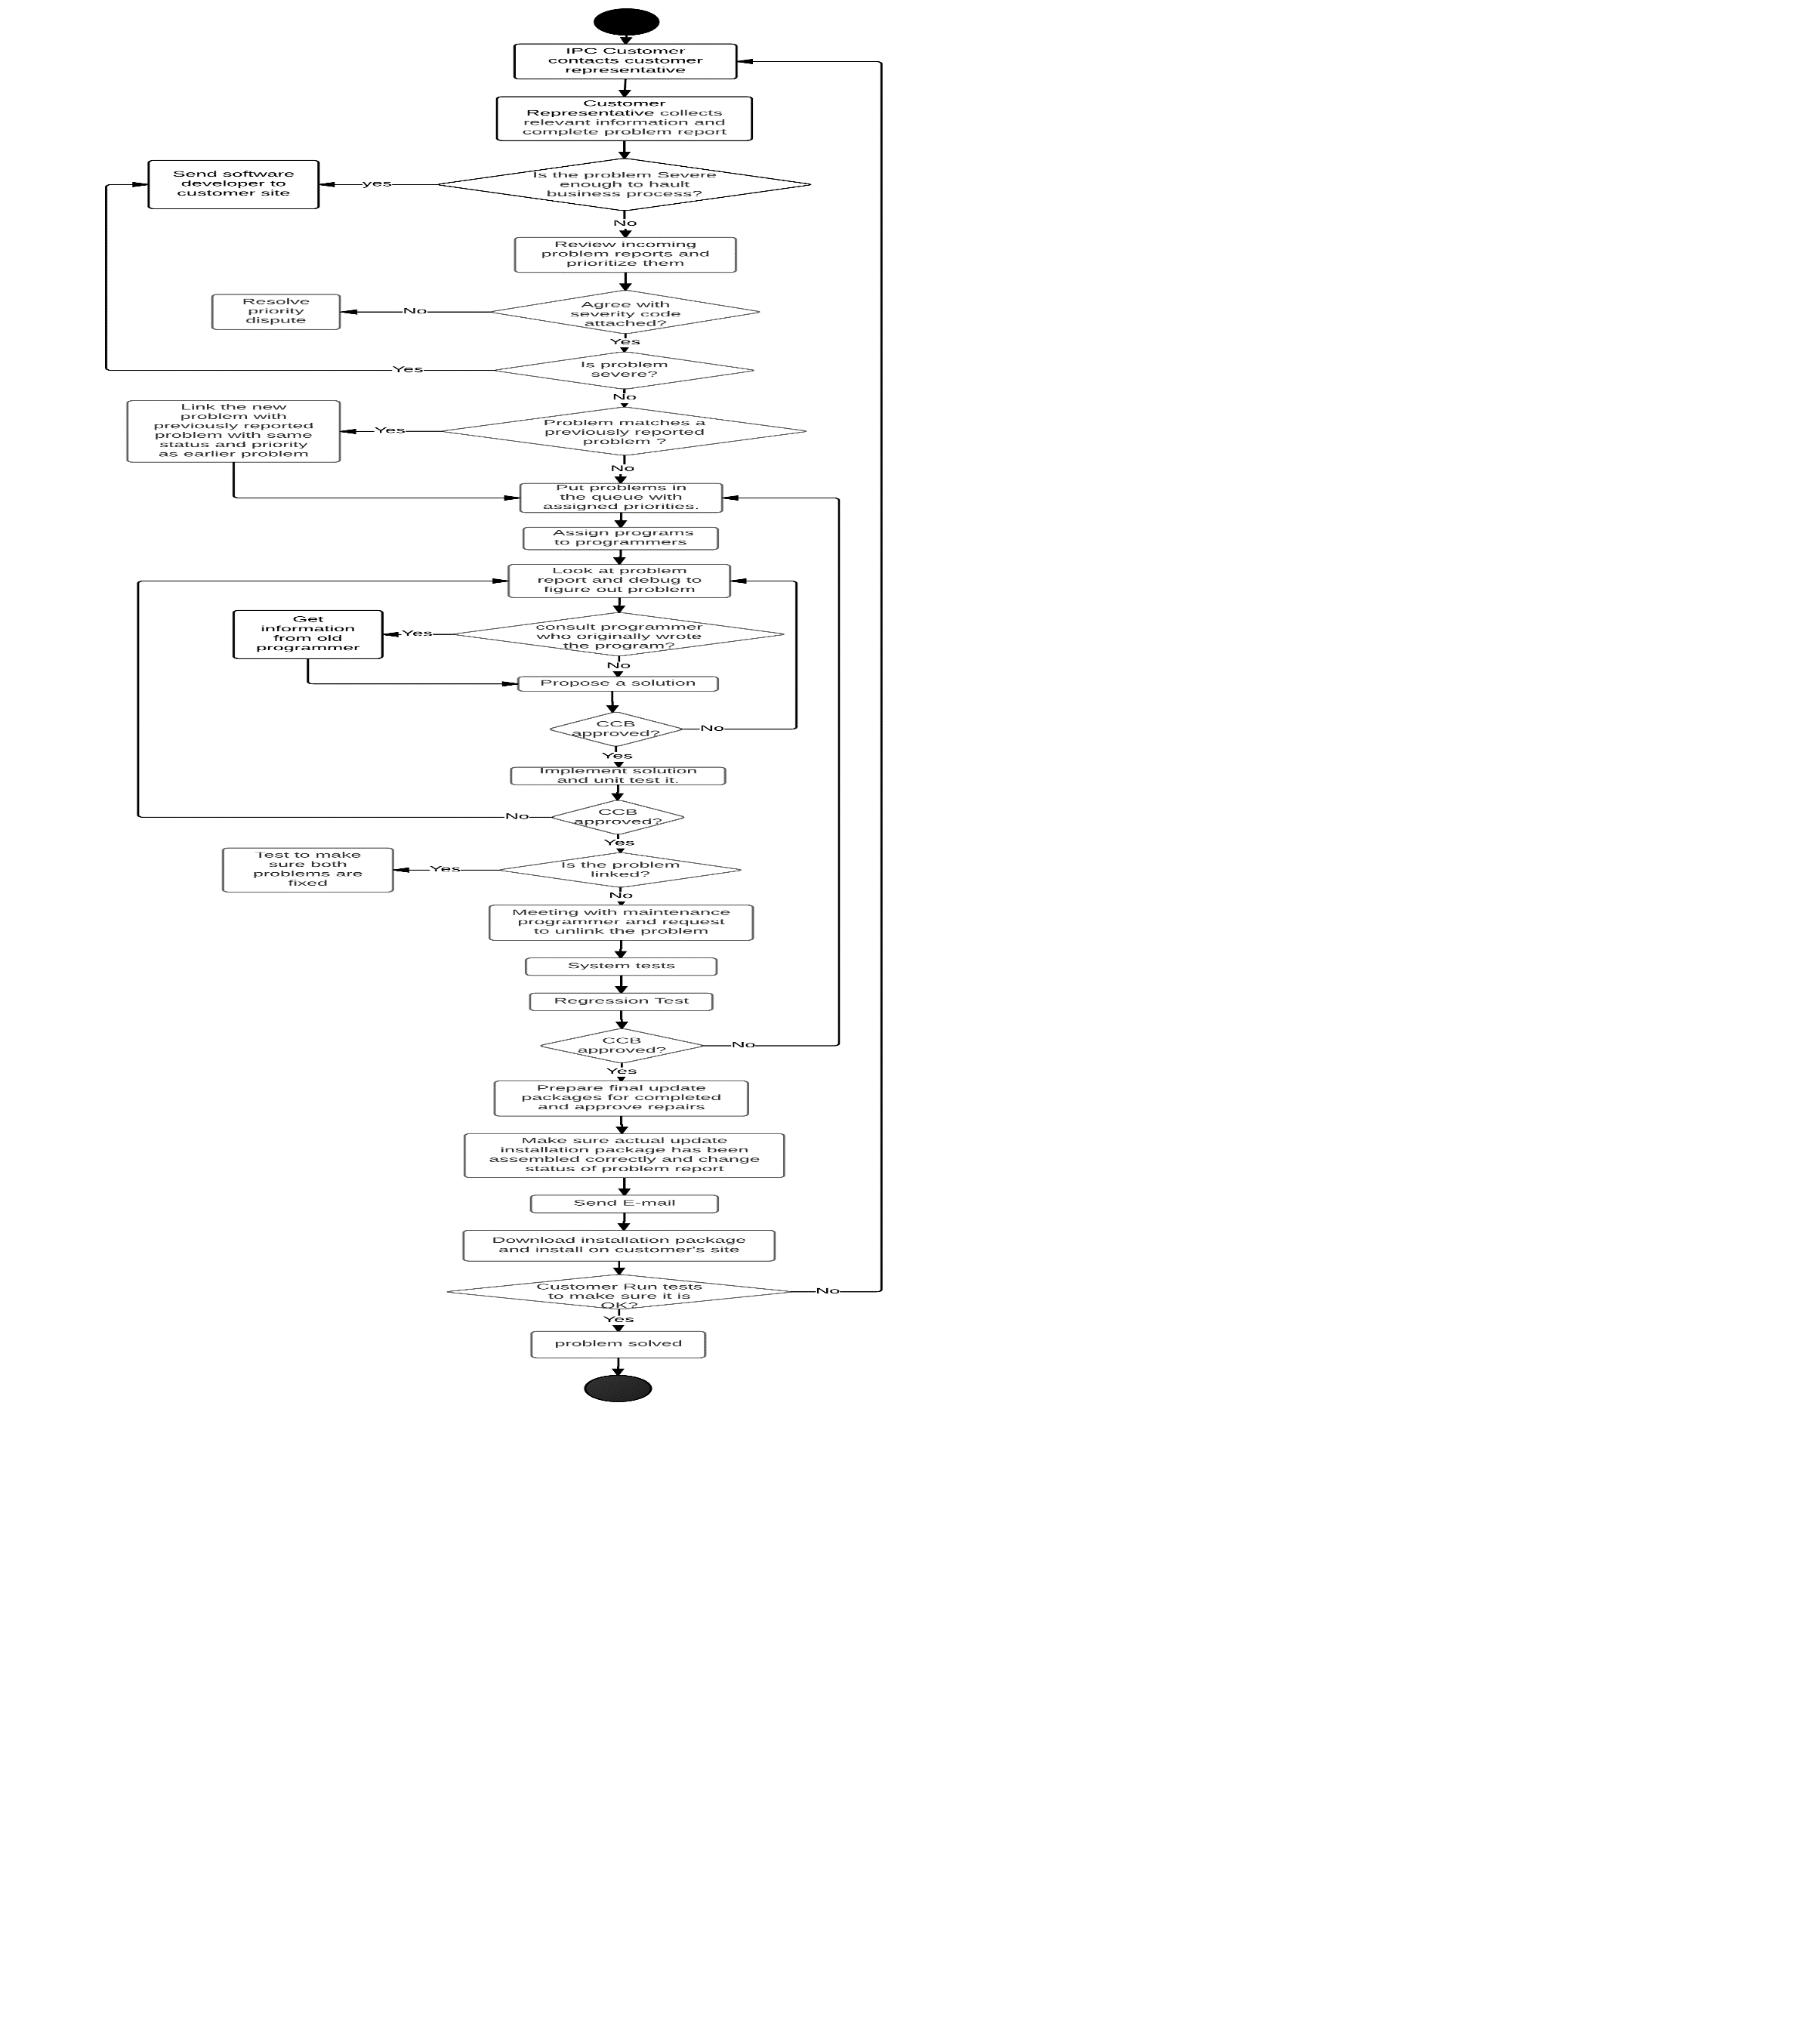 IPC Customer
contacts customer
representative
Customer
Representative collects
relevant information and
complete problem report
Send software
developer to
customer site
yes
Is the problem Severe
enough to hault
business process?
No
Review incoming
problem reports and
prioritize them
Resolve
priority
dispute
No
Agree with
severity code
attached?
Yes
Yes
Is problem
severe?
No
Link the new
problem with
previously reported
problem with same
status and priority
as earlier problem
Yes
Problem matches a
previously reported
problem ?
No
Put problems in
the queue with
assigned priorities.
Assign programs
to programmers
Look at problem
report and debug to
figure out problem
Get
information
from old
programmer
Yes
consult programmer
who originally wrote
the program?
No
Propose a solution
CCB
approved?
No
Yes
Implement solution
and unit test it.
No
CCB
approved?
Yes
Test to make
sure both
problems are
fixed
Yes
Is the problem
linked?
No
Meeting with maintenance
programmer and request
to unlink the problem
System tests
Regression Test
CCB
approved?
No
Yes
Prepare final update
packages for completed
and approve repairs
Make sure actual update
installation package has been
assembled correctly and change
status of problem report
Send E-mail
Download installation package
and install on customer's site
Customer Run tests
to make sure it is
OK?
No
Yes
problem solved